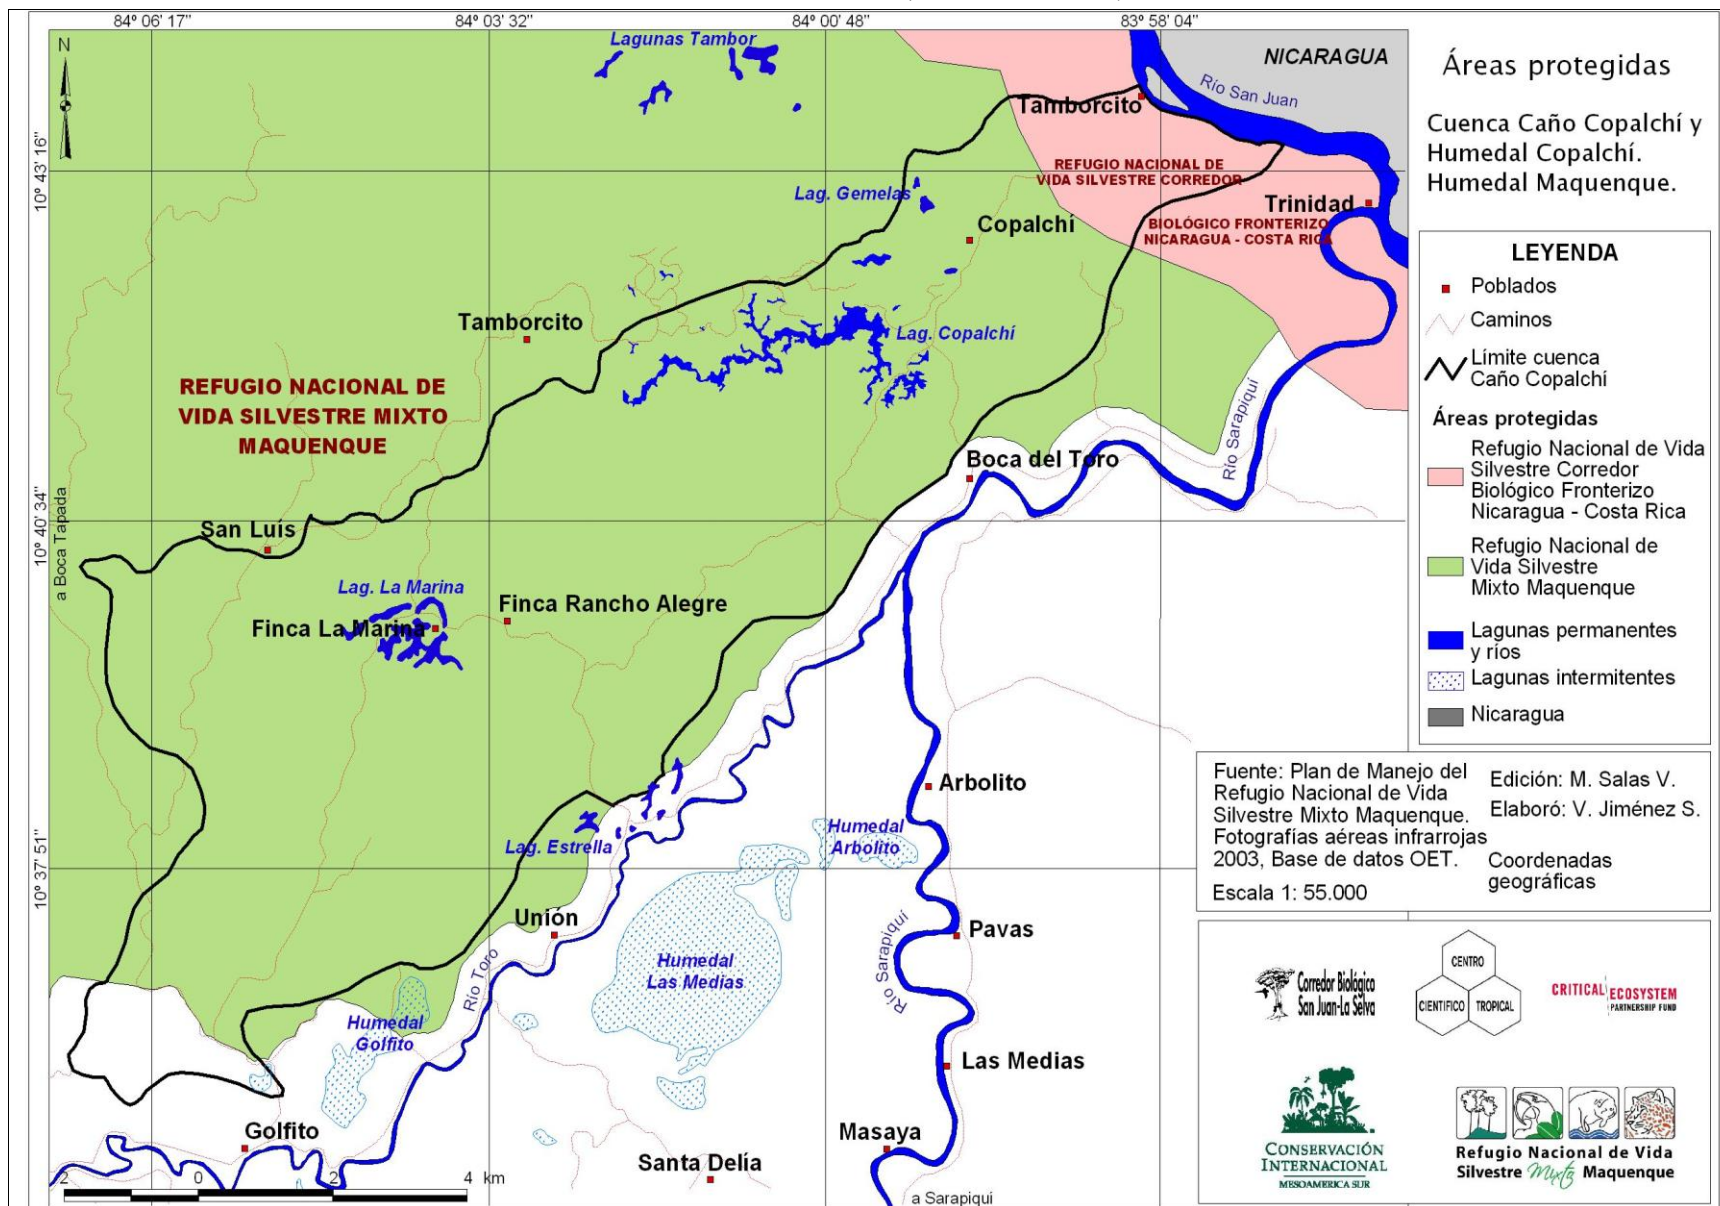 84º 06' 17"
84º 03' 32"
84º 00' 48"
83º 58' 04"
N
10º 43' 16"
10º 40' 34"
10º 37' 51"
a Boca Tapada
Lagunas Tambor
NICARAGUA
Río San Juan
Tamborcito
REFUGIO NACIONAL DE
VIDA SILVESTRE CORREDOR
BIOLÓGICO FRONTERIZO
NICARAGUA - COSTA RICA
Trinidad
Lag. Gemelas
Copalchí
Tamborcito
Lag. Copalchí
REFUGIO NACIONAL DE
VIDA SILVESTRE MIXTO
MAQUENQUE
Río Sarapiquí
Boca del Toro
San Luís
Lag. La Marina
Finca La Marina
Finca Rancho Alegre
Arbolito
Humedal
Arbolito
Lag. Estrella
Unión
Pavas
Río Sarapiquí
Humedal
Las Medias
Río Toro
Humedal
Golfito
Las Medias
Golfito
Masaya
Santa Delía
a Sarapiqui
2 0 2 4 km
Áreas protegidas
Cuenca Caño Copalchí y
Humedal Copalchí.
Humedal Maquenque.
LEYENDA
Poblados
Caminos
Límite cuenca
Caño Copalchí
Áreas protegidas
Refugio Nacional de Vida
Silvestre Corredor
Biológico Fronterizo
Nicaragua - Costa Rica
Refugio Nacional de
Vida Silvestre
Mixto Maquenque
Lagunas permanentes
y ríos
Lagunas intermitentes
Nicaragua
Fuente: Plan de Manejo del
Refugio Nacional de Vida
Silvestre Mixto Maquenque.
Fotografías aéreas infrarrojas
2003, Base de datos OET.
Escala 1: 55.000
Edición: M. Salas V.
Elaboró: V. Jiménez S.
Coordenadas
geográficas
Corredor Biológico
San Juan-La Selva
CENTRO
CIENTIFICO
TROPICAL
CRITICAL ECOSYSTEM
PARTNERSHIP FUND
CONSERVACIÓN
INTERNACIONAL
MESOAMERICA SUR
Refugio Nacional de Vida
Silvestre Mixto Maquenque